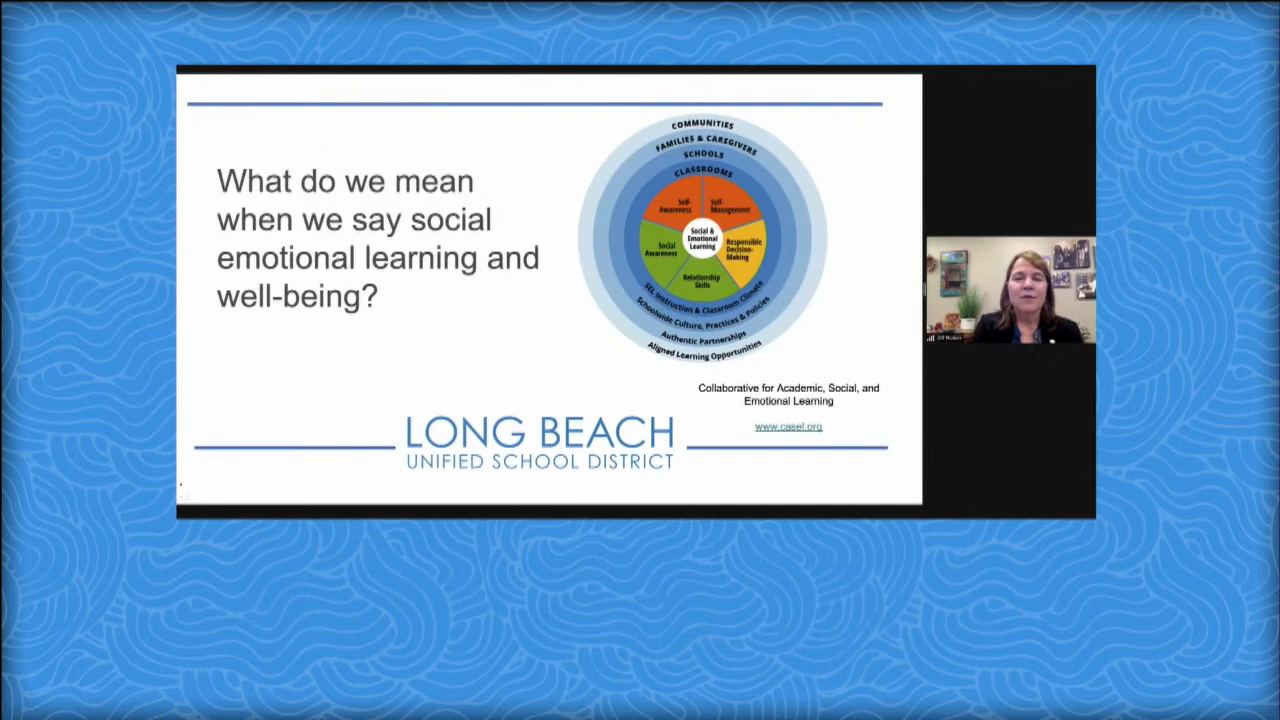 What do we mean
when we say social
emotional learning and
well-being?
COMMUNITIES
FAMILIES & CAREGIVERS
SCHOOLS
CLASSROOMS
Self-
Awareness
Self-
Management
Social &
Emotional
Learning
Social
Awareness
Responsible
Decision-
Making
Relationship
Skills
SEL Instruction & Classroom Climate
Schoolwide Culture, Practices & Policies
Authentic Partnerships
Aligned Learning Opportunities
Collaborative for Academic, Social, and
Emotional Learning
www.casel.org
LONG BEACH
UNIFIED SCHOOL DISTRICT
Jill